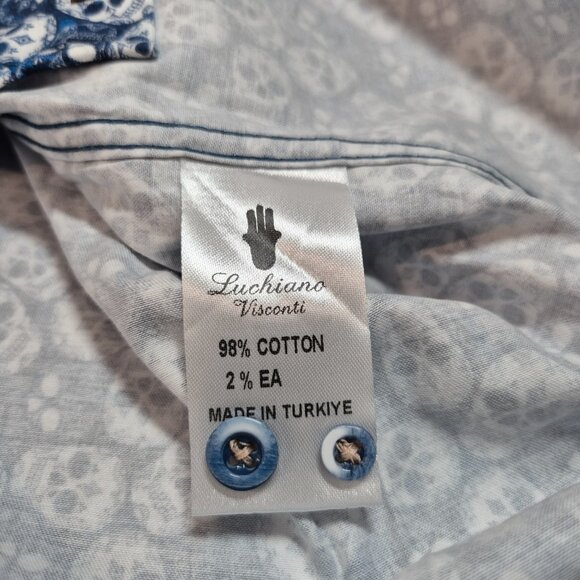 Luchiano
Visconti
98% COTTON
2% EA
MADE IN TURKIYE